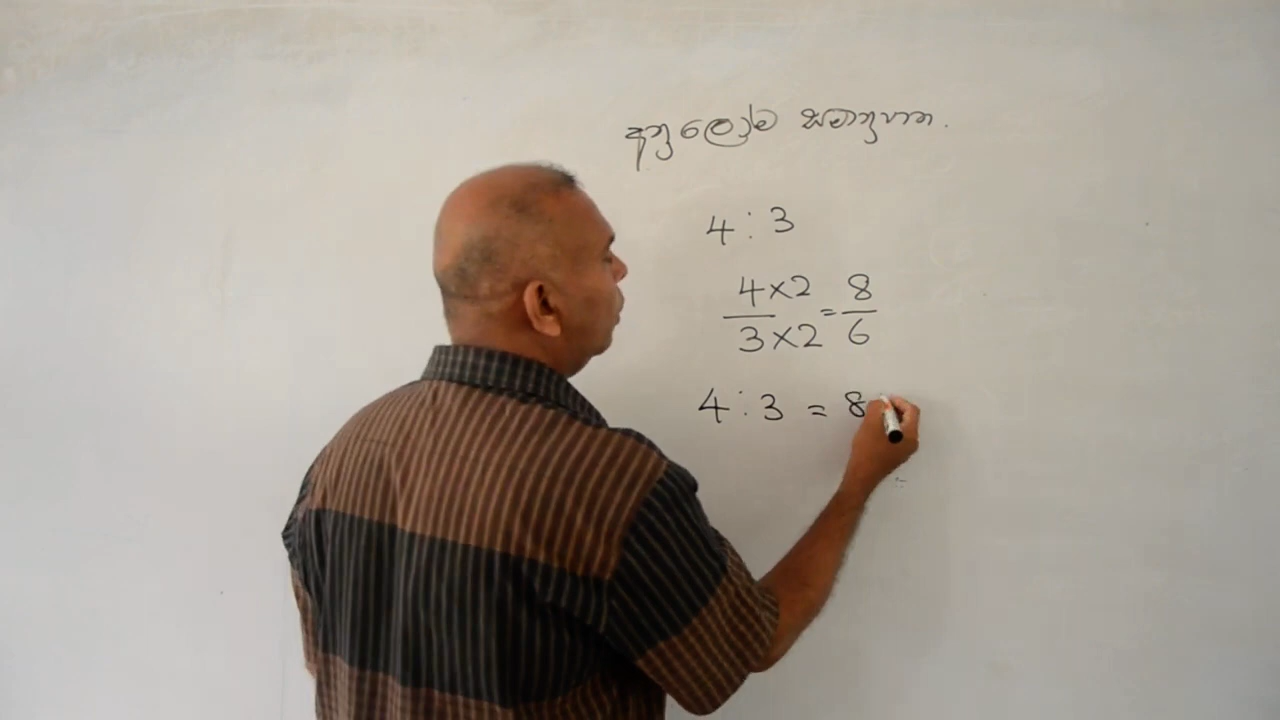 අනුලෝම සමානුපාත.
4 : 3
4×2 / 3×2 = 8 / 6
4 : 3 = 8